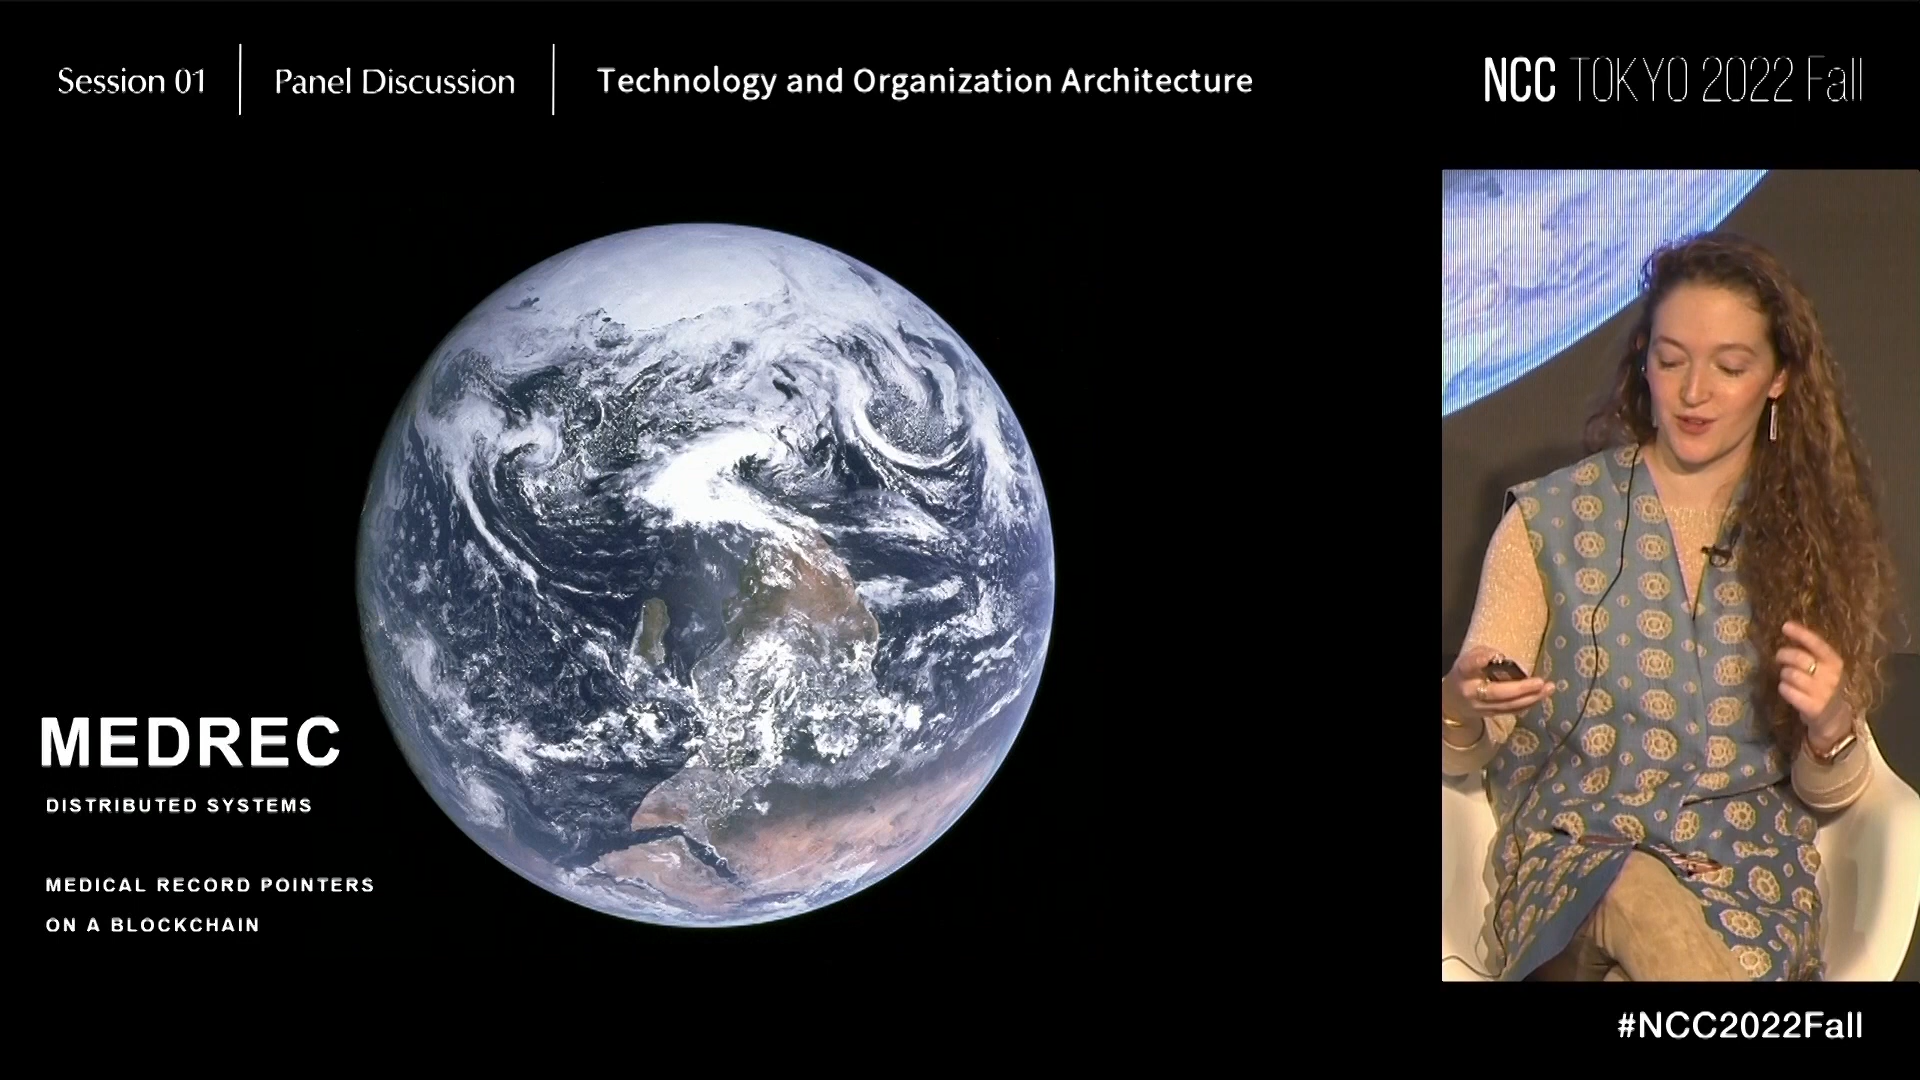 Session 01
Panel Discussion
Technology and Organization Architecture
NCC TOKYO 2022 Fall
MEDREC
DISTRIBUTED SYSTEMS
MEDICAL RECORD POINTERS
ON A BLOCKCHAIN
#NCC2022Fall